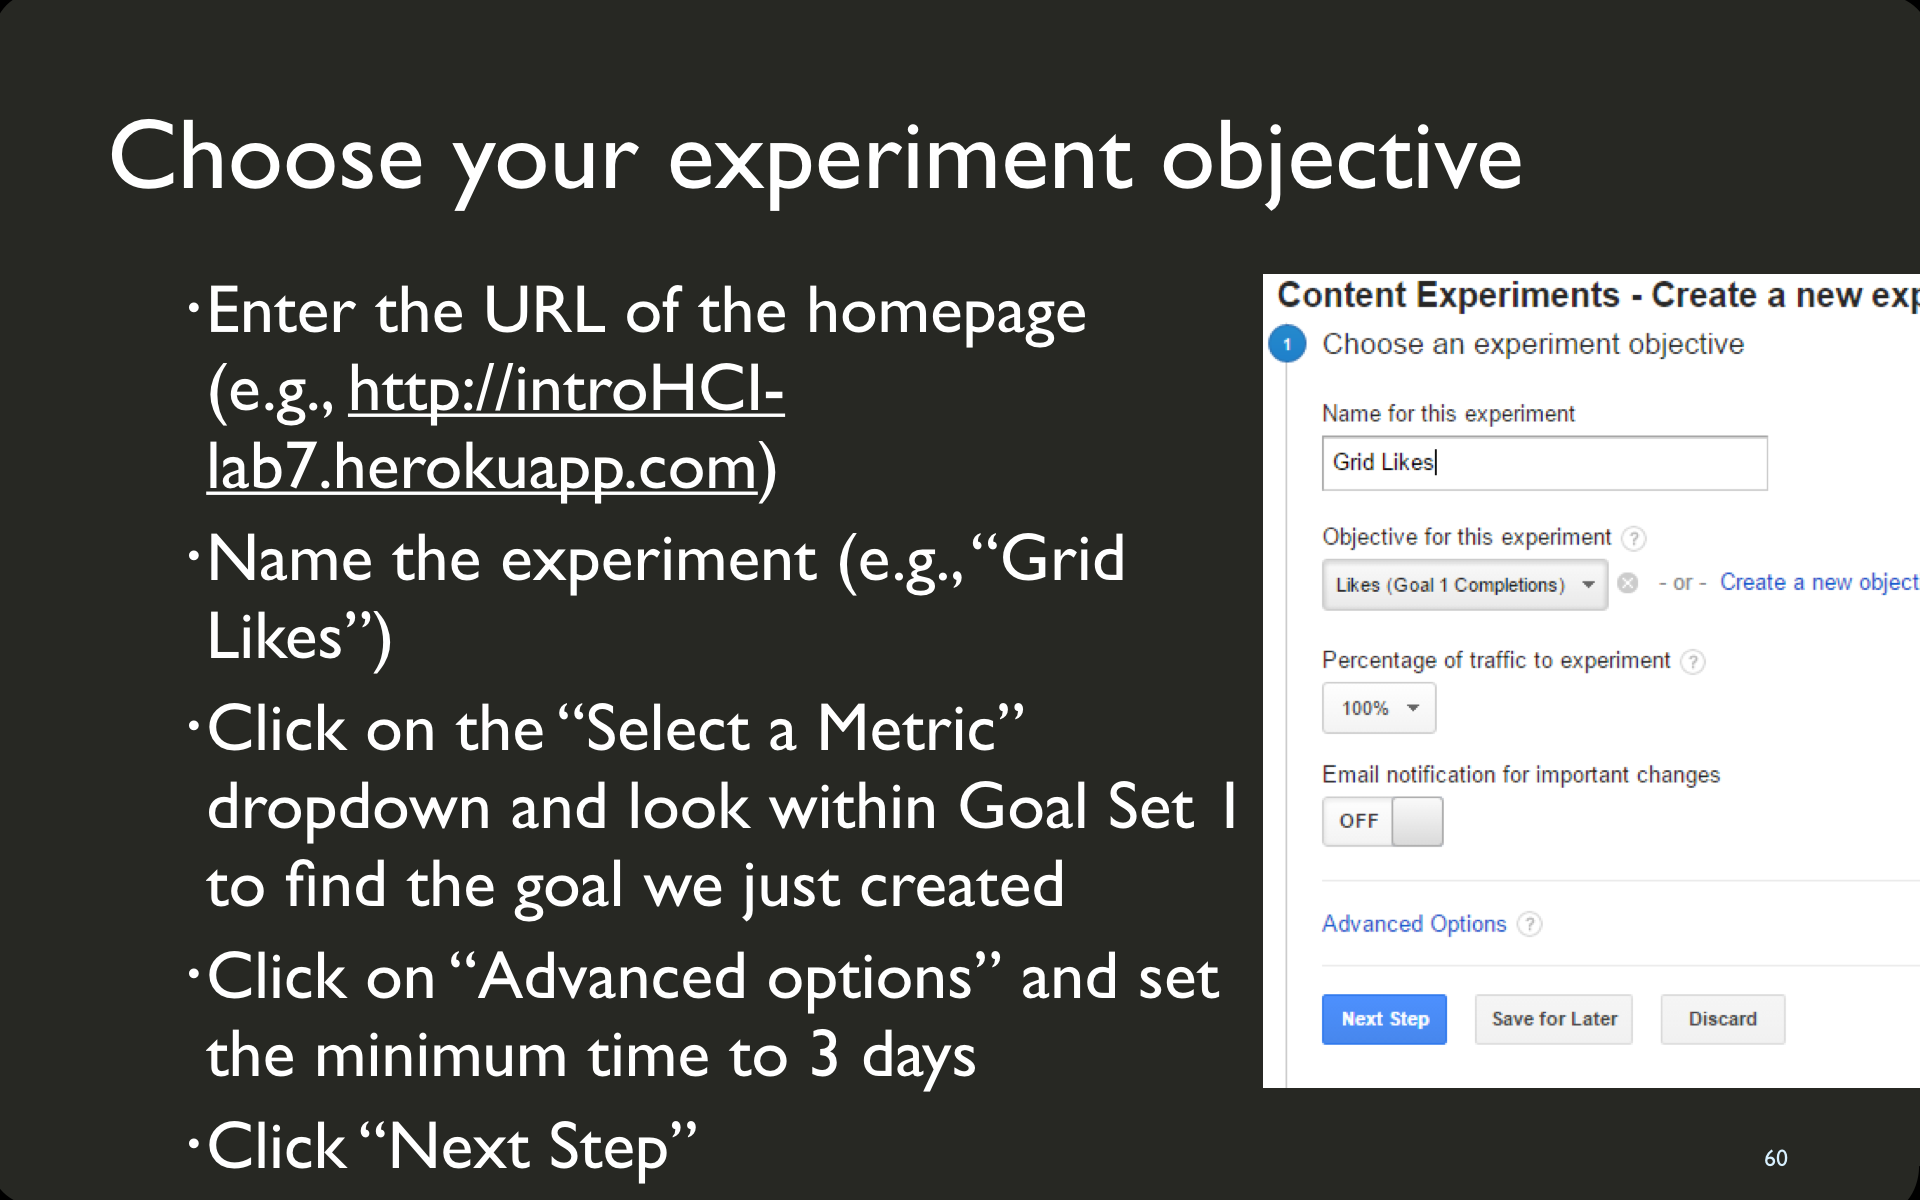 Choose your experiment objective
•Enter the URL of the homepage
(e.g., http://introHCI-
lab7.herokuapp.com)
•Name the experiment (e.g., “Grid
Likes”)
•Click on the “Select a Metric”
dropdown and look within Goal Set 1
to find the goal we just created
•Click on “Advanced options” and set
the minimum time to 3 days
•Click “Next Step”
Content Experiments - Create a new exp
1 Choose an experiment objective
Name for this experiment
Grid Likes
Objective for this experiment ?
Likes (Goal 1 Completions) - or - Create a new object
Percentage of traffic to experiment ?
100%
Email notification for important changes
OFF
Advanced Options ?
Next Step Save for Later Discard
60